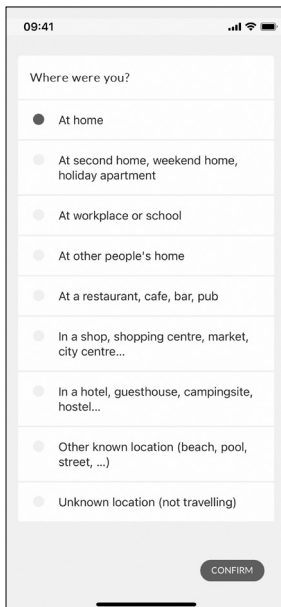 09:41
Where were you?
At home
At second home, weekend home,
holiday apartment
At workplace or school
At other people's home
At a restaurant, cafe, bar, pub
In a shop, shopping centre, market,
city centre...
In a hotel, guesthouse, campingsite,
hostel...
Other known location (beach, pool,
street, ...)
Unknown location (not travelling)
CONFIRM